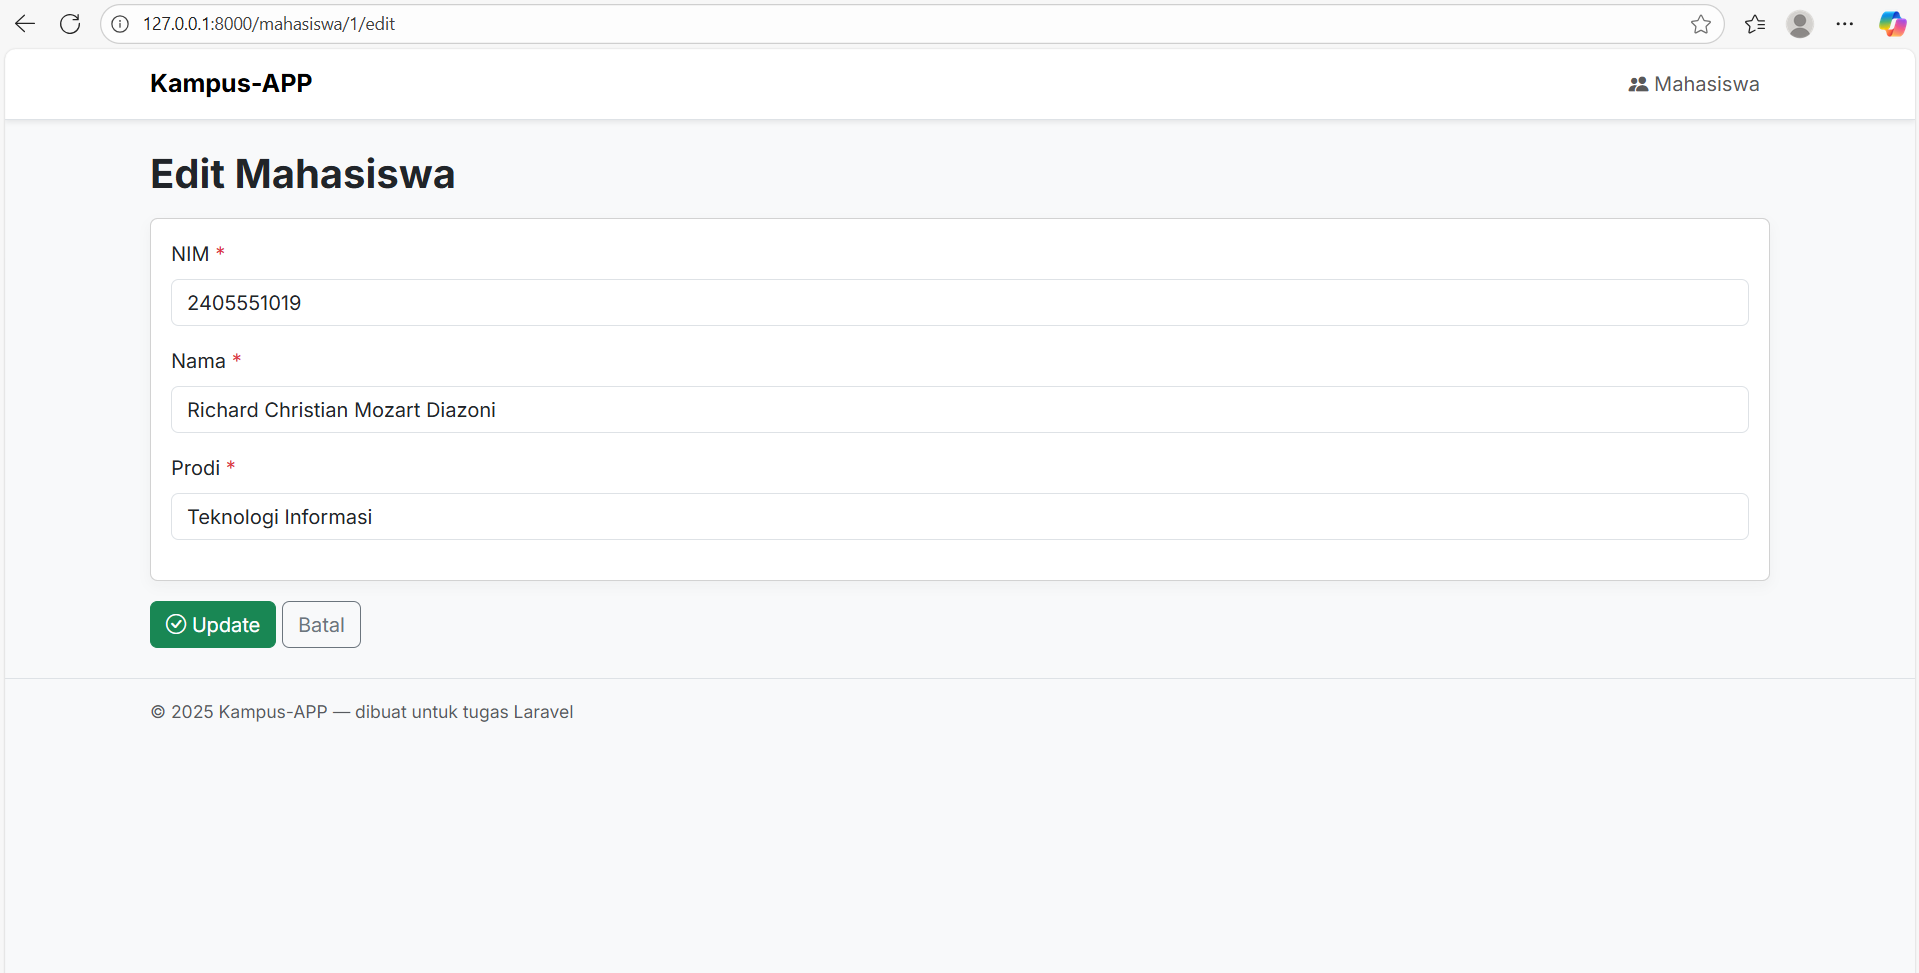 127.0.0.1:8000/mahasiswa/1/edit
Kampus-APP
Mahasiswa
Edit Mahasiswa
NIM *
2405551019
Nama *
Richard Christian Mozart Diazoni
Prodi *
Teknologi Informasi
Update
Batal
© 2025 Kampus-APP — dibuat untuk tugas Laravel